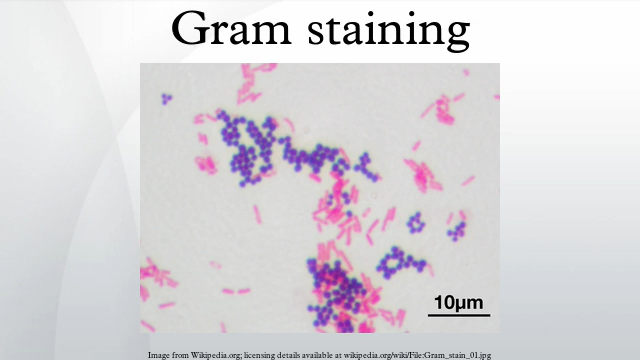 Gram staining
10µm
Image from Wikipedia.org; licensing details available at wikipedia.org/wiki/File:Gram_stain_01.jpg